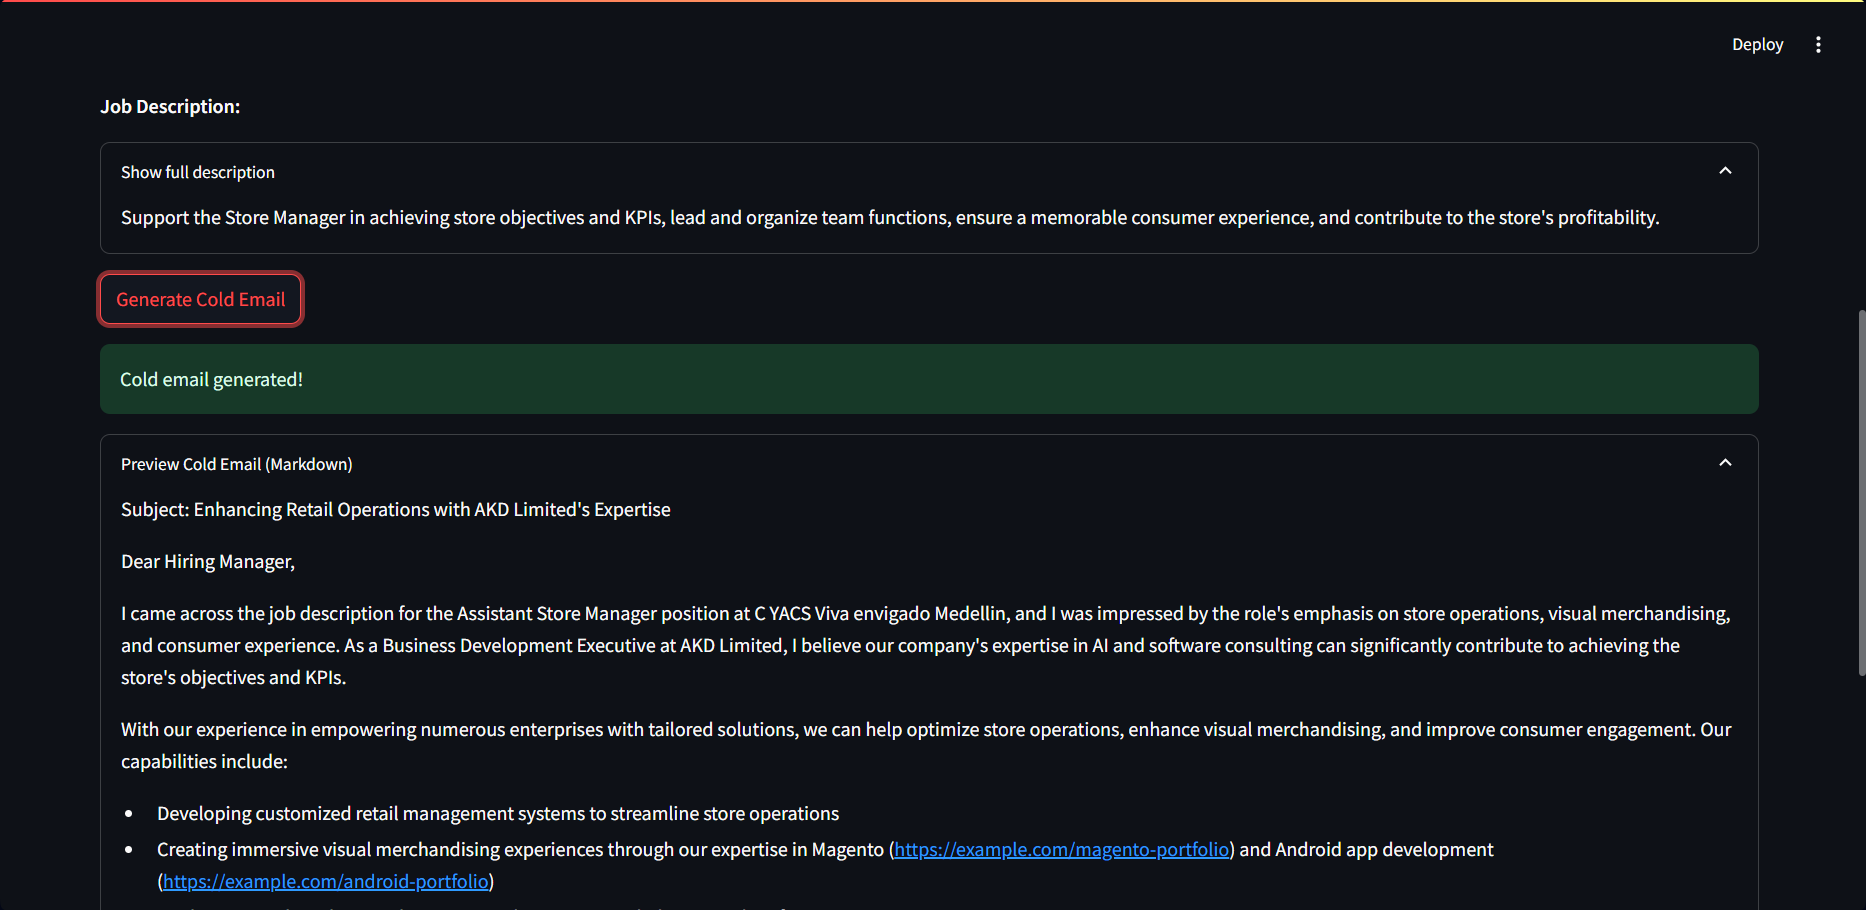 Deploy
Job Description:
Show full description
Support the Store Manager in achieving store objectives and KPIs, lead and organize team functions, ensure a memorable consumer experience, and contribute to the store's profitability.
Generate Cold Email
Cold email generated!
Preview Cold Email (Markdown)
Subject: Enhancing Retail Operations with AKD Limited's Expertise
Dear Hiring Manager,
I came across the job description for the Assistant Store Manager position at C YACS Viva envigado Medellin, and I was impressed by the role's emphasis on store operations, visual merchandising,
and consumer experience. As a Business Development Executive at AKD Limited, I believe our company's expertise in AI and software consulting can significantly contribute to achieving the
store's objectives and KPIs.
With our experience in empowering numerous enterprises with tailored solutions, we can help optimize store operations, enhance visual merchandising, and improve consumer engagement. Our
capabilities include:
• Developing customized retail management systems to streamline store operations
• Creating immersive visual merchandising experiences through our expertise in Magento (https://example.com/magento-portfolio) and Android app development
(https://example.com/android-portfolio)